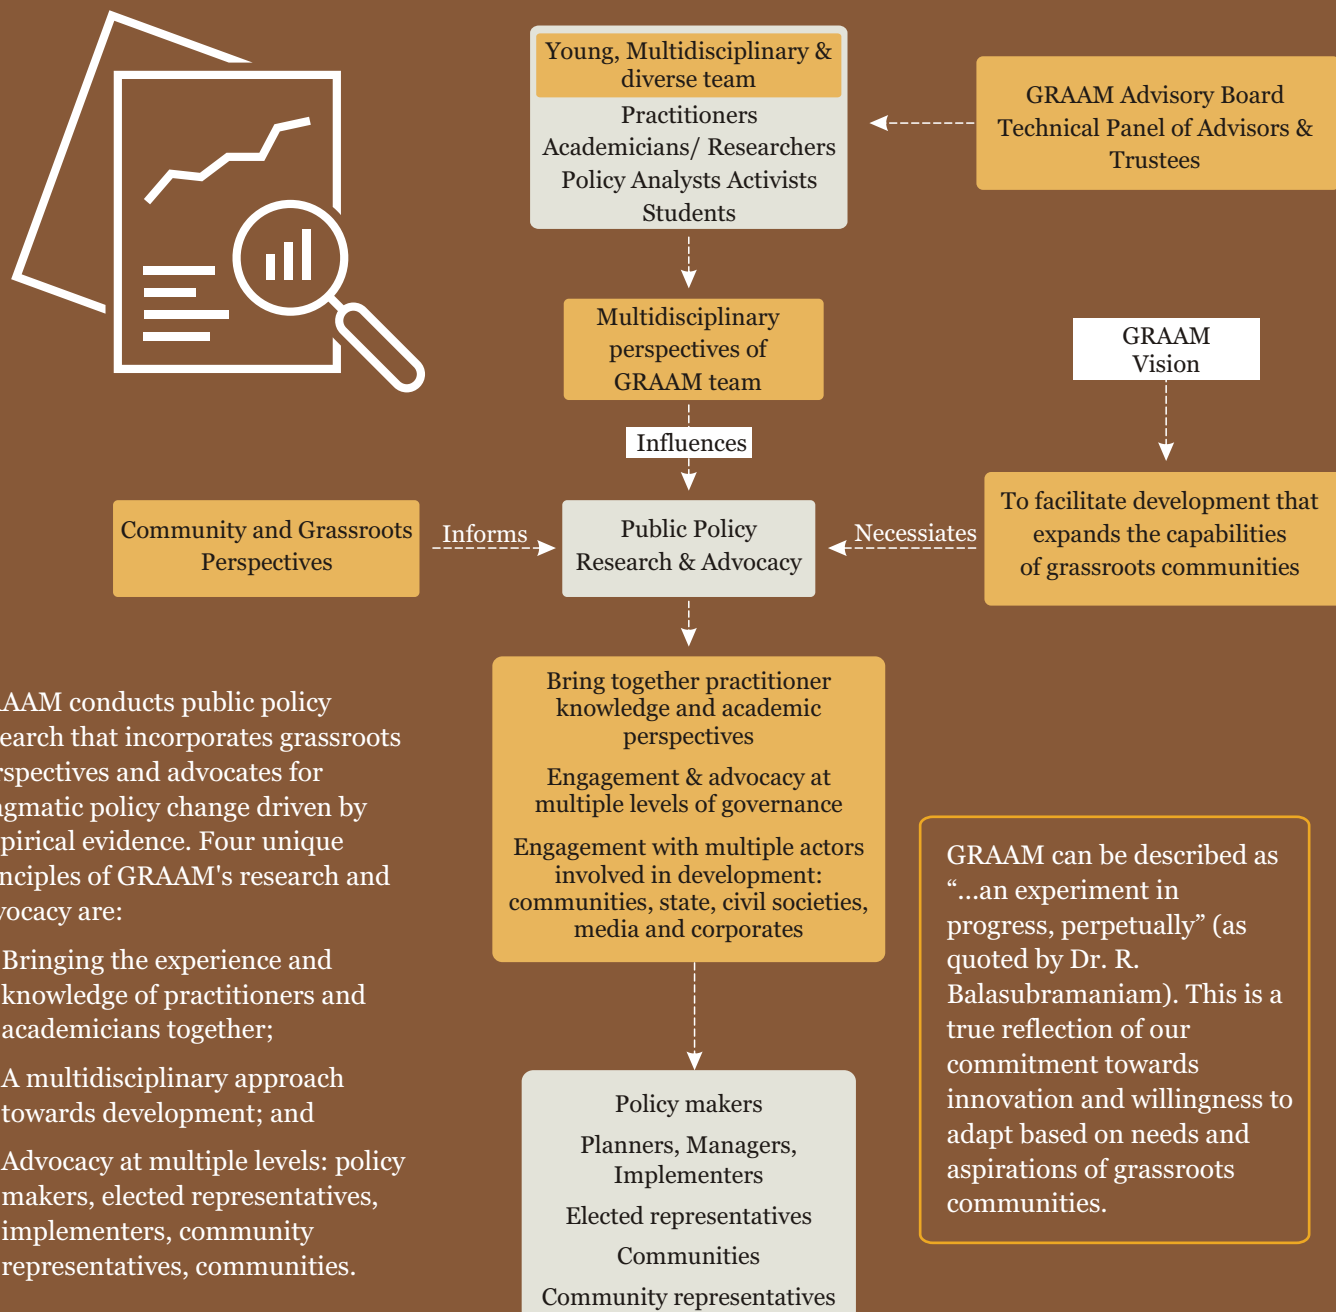 Young, Multidisciplinary &
diverse team
Practitioners
Academicians/ Researchers
Policy Analysts Activists
Students
GRAAM Advisory Board
Technical Panel of Advisors &
Trustees
Multidisciplinary
perspectives of
GRAAM team
GRAAM
Vision
Influences
Community and Grassroots
Perspectives
Informs
Public Policy
Research & Advocacy
Necessiates
To facilitate development that
expands the capabilities
of grassroots communities
Bring together practitioner
knowledge and academic
perspectives
Engagement & advocacy at
multiple levels of governance
Engagement with multiple actors
involved in development:
communities, state, civil societies,
media and corporates
AAM conducts public policy
earch that incorporates grassroots
rspectives and advocates for
agmatic policy change driven by
pirical evidence. Four unique
nciples of GRAAM's research and
vocacy are:
Bringing the experience and
knowledge of practitioners and
academicians together;
A multidisciplinary approach
towards development; and
Advocacy at multiple levels: policy
makers, elected representatives,
implementers, community
representatives, communities.
GRAAM can be described as
“...an experiment in
progress, perpetually” (as
quoted by Dr. R.
Balasubramaniam). This is a
true reflection of our
commitment towards
innovation and willingness to
adapt based on needs and
aspirations of grassroots
communities.
Policy makers
Planners, Managers,
Implementers
Elected representatives
Communities
Community representatives